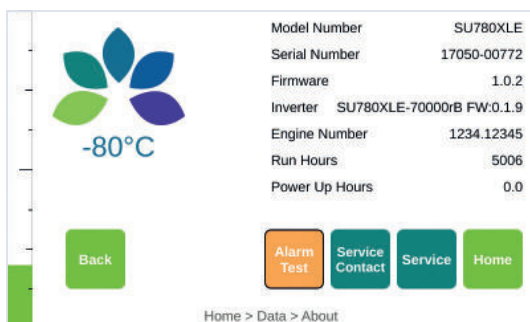 Model Number SU780XLE
Serial Number 17050-00772
Firmware 1.0.2
Inverter SU780XLE-70000rB FW:0.1.9
Engine Number 1234.12345
Run Hours 5006
Power Up Hours 0.0
-80°C
Back
Alarm
Test
Service
Contact
Service
Home
Home > Data > About